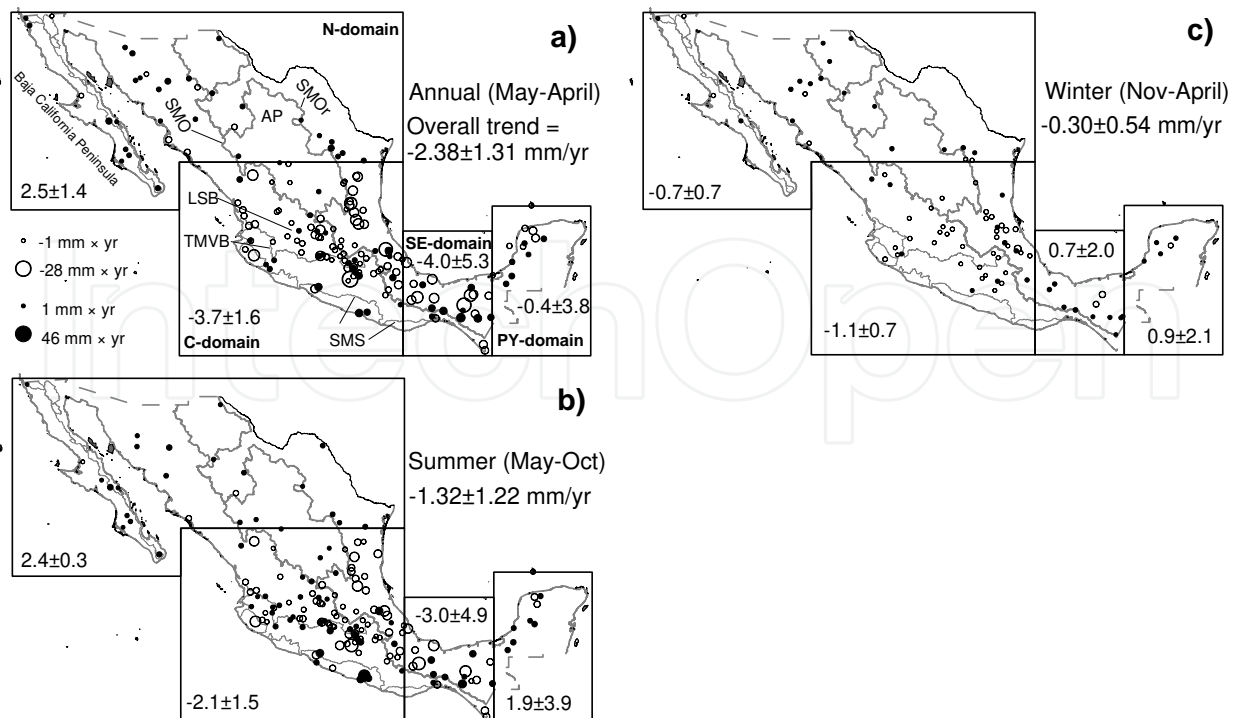 N-domain
a)
Annual (May-April)
Overall trend =
-2.38±1.31 mm/yr
Baja California Peninsula
SMO
AP
SMOr
2.5±1.4
LSB
TMVB
SE-domain
-4.0±5.3
-0.4±3.8
-3.7±1.6
C-domain
SMS
PY-domain
-1 mm × yr
-28 mm × yr
1 mm × yr
46 mm × yr
c)
Winter (Nov-April)
-0.30±0.54 mm/yr
-0.7±0.7
0.7±2.0
-1.1±0.7
0.9±2.1
b)
Summer (May-Oct)
-1.32±1.22 mm/yr
2.4±0.3
-3.0±4.9
-2.1±1.5
1.9±3.9
IntechOpen